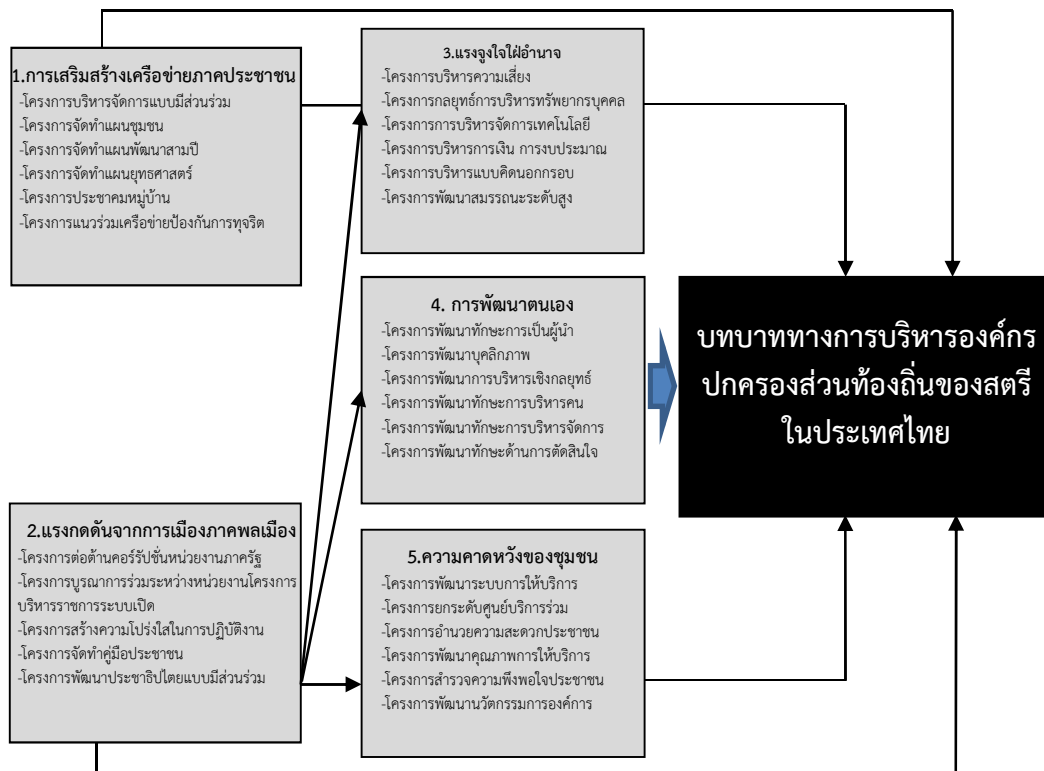 1.การเสริมสร้างเครือข่ายภาคประชาชน
-โครงการบริหารจัดการแบบมีส่วนร่วม
-โครงการจัดทำแผนชุมชน
-โครงการจัดทำแผนพัฒนาสามปี
-โครงการจัดทำแผนยุทธศาสตร์
-โครงการประชาคมหมู่บ้าน
-โครงการแนวร่วมเครือข่ายป้องกันการทุจริต
2.แรงกดดันจากการเมืองภาคพลเมือง
-โครงการต่อต้านคอร์รัปชั่นหน่วยงานภาครัฐ
-โครงการบูรณาการร่วมระหว่างหน่วยงานโครงการ
บริหารราชการระบบเปิด
-โครงการสร้างความโปร่งใสในการปฏิบัติงาน
-โครงการจัดทำคู่มือประชาชน
-โครงการพัฒนาประชาธิปไตยแบบมีส่วนร่วม
3.แรงจูงใจใฝ่อำนาจ
-โครงการบริหารความเสี่ยง
-โครงการกลยุทธ์การบริหารทรัพยากรบุคคล
-โครงการการบริหารจัดการเทคโนโลยี
-โครงการบริหารการเงิน การงบประมาณ
-โครงการบริหารแบบคิดนอกกรอบ
-โครงการพัฒนาสมรรถนะระดับสูง
4. การพัฒนาตนเอง
-โครงการพัฒนาทักษะการเป็นผู้นำ
-โครงการพัฒนาบุคลิกภาพ
-โครงการพัฒนาการบริหารเชิงกลยุทธ์
-โครงการพัฒนาทักษะการบริหารคน
-โครงการพัฒนาทักษะการบริหารจัดการ
-โครงการพัฒนาทักษะด้านการตัดสินใจ
5.ความคาดหวังของชุมชน
-โครงการพัฒนาระบบการให้บริการ
-โครงการยกระดับศูนย์บริการร่วม
-โครงการอำนวยความสะดวกประชาชน
-โครงการพัฒนาคุณภาพการให้บริการ
-โครงการสำรวจความพึงพอใจประชาชน
-โครงการพัฒนานวัตกรรมการองค์การ
บทบาททางการบริหารองค์กร
ปกครองส่วนท้องถิ่นของสตรี
ในประเทศไทย